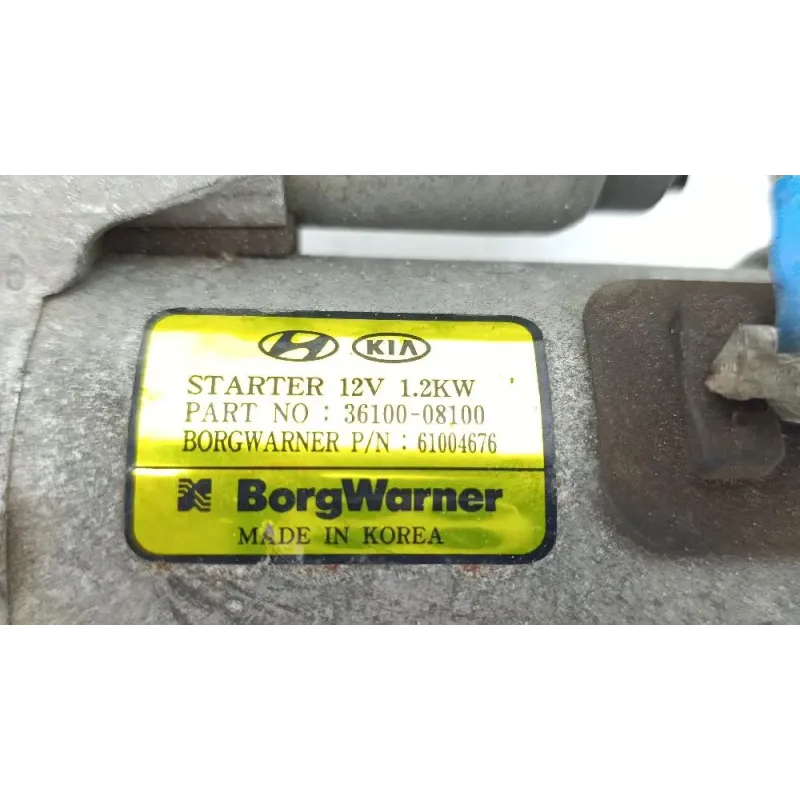 KIA
STARTER 12V 1.2KW
PART NO : 36100-08100
BORGWARNER P/N : 61004676
BorgWarner
MADE IN KOREA